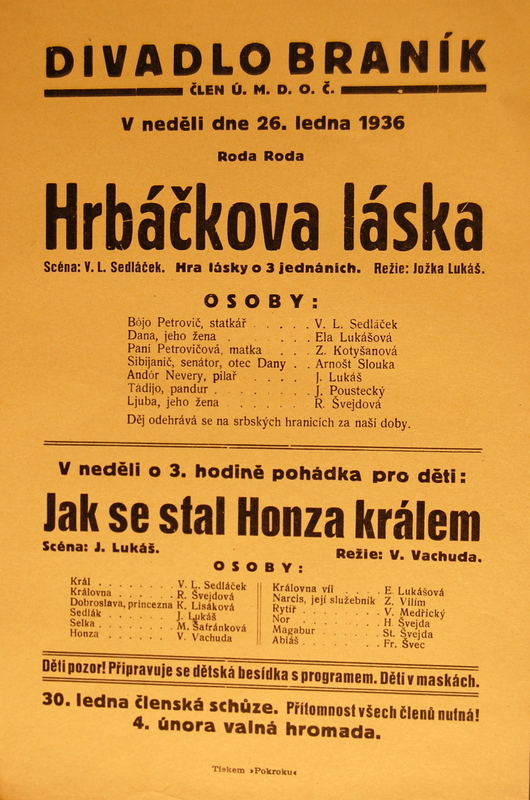 DIVADLO BRANÍK
ČLEN Ú. M. D. O. Č.
V neděli dne 26. ledna 1936
Roda Roda
Hrbáčkova láska
Scéna: V. L. Sedláček. Hra lásky o 3 jednáních. Režie: Jožka Lukáš.
OSOBY:
Bòjo Petrovič, statkář . . . . . V. L. Sedláček
Dana, jeho žena . . . . . . Ela Lukášová
Paní Petrovičová, matka . . . Z. Kotyšanová
Sibijanič, senátor, otec Dany . . Arnošt Slouka
Andór Nevery, pilař . . . . . J. Lukáš
Tádijo, pandur . . . . . . . J. Poustecký
Ljuba, jeho žena . . . . . . R. Švejdová
Děj odehrává se na srbských hranicích za naší doby.
V neděli o 3. hodině pohádka pro děti:
Jak se stal Honza králem
Scéna: J. Lukáš. Režie: V. Vachuda.
OSOBY:
Král . . . . . . . . V. L. Sedláček
Královna . . . . . . R. Švejdová
Dobroslava, princezna K. Lisáková
Sedlák . . . . . . . J. Lukáš
Selka . . . . . . . . M. Šafránková
Honza . . . . . . . V. Vachuda
Královna víl . . . . . E. Lukášová
Narcis, její služebník Z. Vilím
Rytíř . . . . . . . . V. Medřický
Nor . . . . . . . . . H. Švejda
Magabur . . . . . . St. Švejda
Abiáš . . . . . . . . Fr. Švec
Děti pozor! Připravuje se dětská besídka s programem. Děti v maskách.
30. ledna členská schůze. Přítomnost všech členů nutná!
4. února valná hromada.
Tiskem »Pokroku«